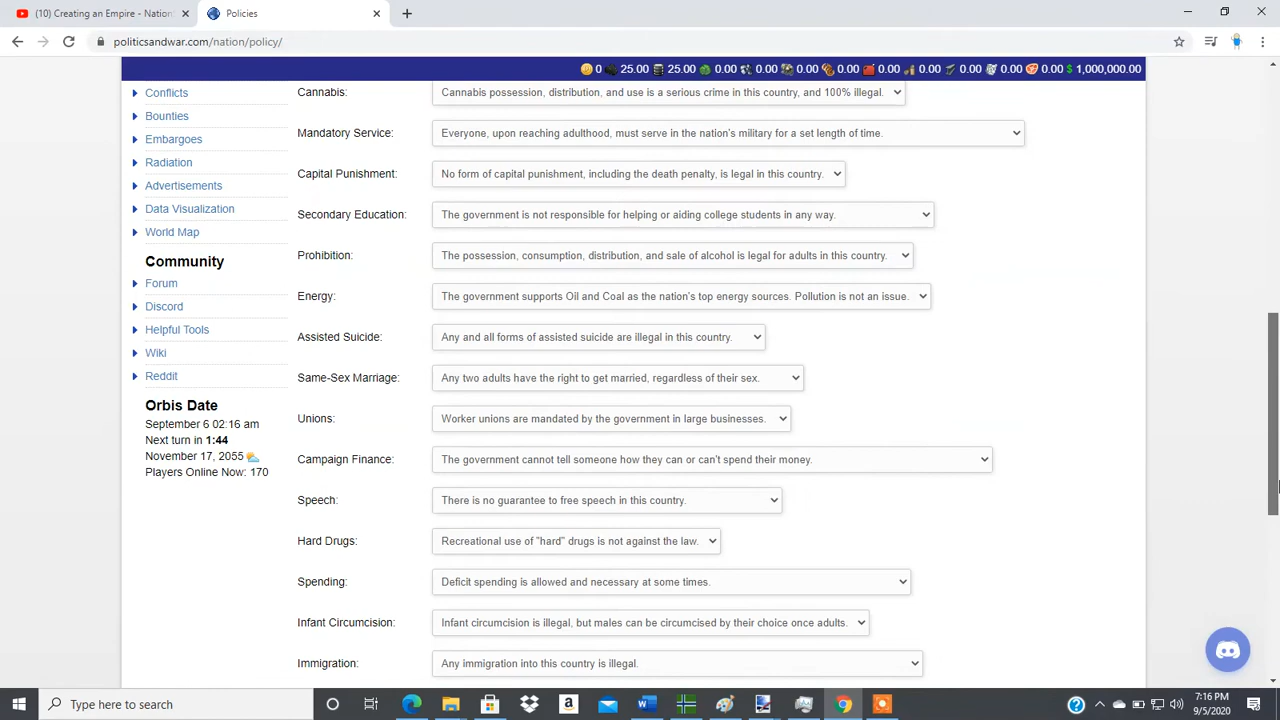 (10) Creating an Empire - Nation
Policies
politicsandwar.com/nation/policy/
0 25.00 25.00 0.00 0.00 0.00 0.00 0.00 0.00 0.00 0.00 0.00 $ 1,000,000.00
Conflicts
Bounties
Embargoes
Radiation
Advertisements
Data Visualization
World Map
Community
Forum
Discord
Helpful Tools
Wiki
Reddit
Orbis Date
September 6 02:16 am
Next turn in 1:44
November 17, 2055
Players Online Now: 170
Cannabis: Cannabis possession, distribution, and use is a serious crime in this country, and 100% illegal.
Mandatory Service: Everyone, upon reaching adulthood, must serve in the nation's military for a set length of time.
Capital Punishment: No form of capital punishment, including the death penalty, is legal in this country.
Secondary Education: The government is not responsible for helping or aiding college students in any way.
Prohibition: The possession, consumption, distribution, and sale of alcohol is legal for adults in this country.
Energy: The government supports Oil and Coal as the nation's top energy sources. Pollution is not an issue.
Assisted Suicide: Any and all forms of assisted suicide are illegal in this country.
Same-Sex Marriage: Any two adults have the right to get married, regardless of their sex.
Unions: Worker unions are mandated by the government in large businesses.
Campaign Finance: The government cannot tell someone how they can or can't spend their money.
Speech: There is no guarantee to free speech in this country.
Hard Drugs: Recreational use of "hard" drugs is not against the law.
Spending: Deficit spending is allowed and necessary at some times.
Infant Circumcision: Infant circumcision is illegal, but males can be circumcised by their choice once adults.
Immigration: Any immigration into this country is illegal.
Type here to search
7:16 PM
9/5/2020